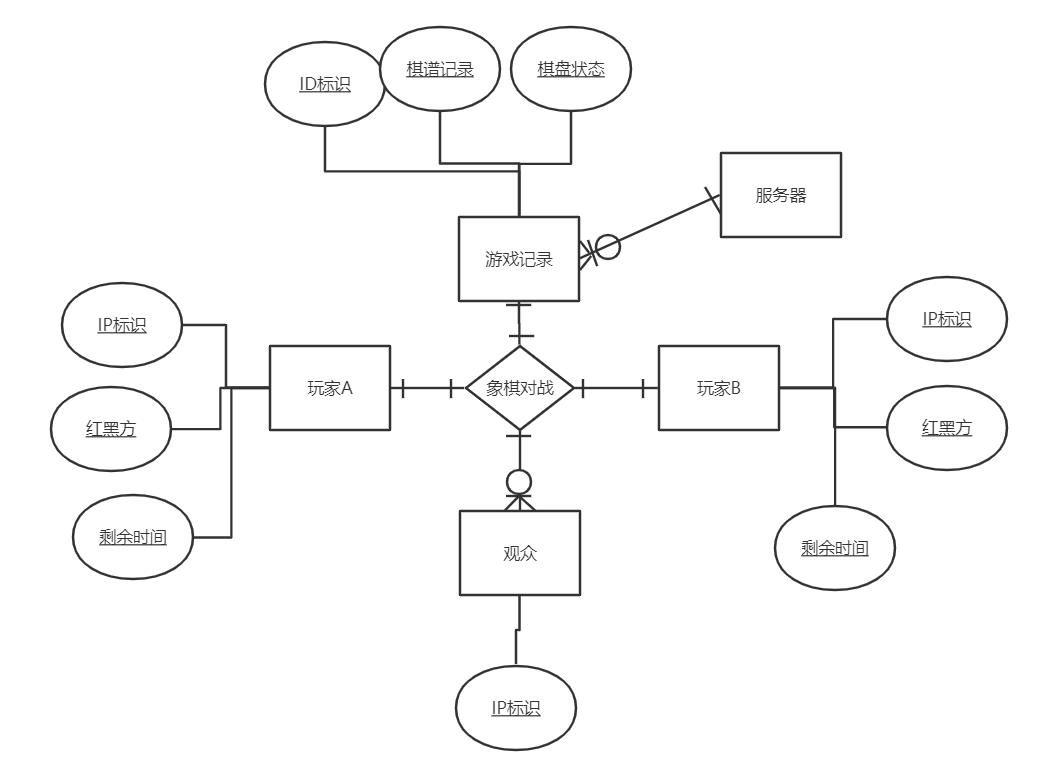 ID标识
棋谱记录
棋盘状态
服务器
游戏记录
IP标识
IP标识
玩家A
象棋对战
玩家B
红黑方
红黑方
剩余时间
剩余时间
观众
IP标识